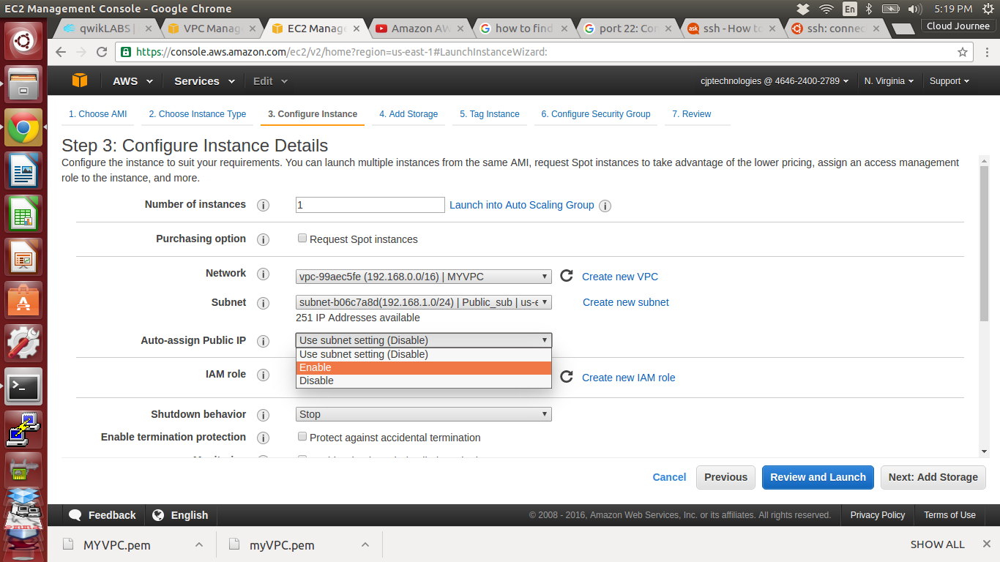 EC2 Management Console - Google Chrome
En
5:19 PM
qwikLABS |
VPC Manag
EC2 Manag
Amazon AW
how to find
port 22: Con
ask
ssh - How to
ssh: connec
Cloud Journee
https://console.aws.amazon.com/ec2/v2/home?region=us-east-1#LaunchInstanceWizard:
AWS
Services
Edit
cjptechnologies @ 4646-2400-2789
N. Virginia
Support
1. Choose AMI
2. Choose Instance Type
3. Configure Instance
4. Add Storage
5. Tag Instance
6. Configure Security Group
7. Review
Step 3: Configure Instance Details
Configure the instance to suit your requirements. You can launch multiple instances from the same AMI, request Spot instances to take advantage of the lower pricing, assign an access management
role to the instance, and more.
Number of instances
1
Launch into Auto Scaling Group
Purchasing option
Request Spot instances
Network
vpc-99aec5fe (192.168.0.0/16) | MYVPC
Create new VPC
Subnet
subnet-b06c7a8d(192.168.1.0/24) | Public_sub | us-e
Create new subnet
251 IP Addresses available
Auto-assign Public IP
Use subnet setting (Disable)
Use subnet setting (Disable)
Enable
Disable
IAM role
Create new IAM role
Shutdown behavior
Stop
Enable termination protection
Protect against accidental termination
Cancel
Previous
Review and Launch
Next: Add Storage
Feedback
English
© 2008 - 2016, Amazon Web Services, Inc. or its affiliates. All rights reserved.
Privacy Policy
Terms of Use
MYVPC.pem
myVPC.pem
SHOW ALL